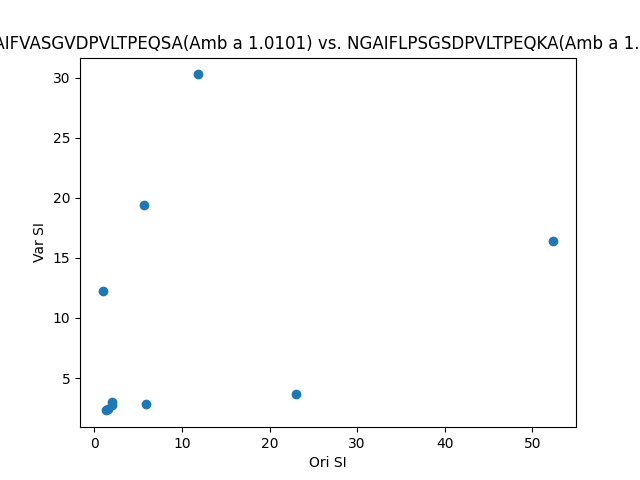 AIFVASGVDPVLTPEQSA(Amb a 1.0101) vs. NGAIFLPSGSDPVLTPEQKA(Amb a 1.
Var SI
30
25
20
15
10
5
0 10 20 30 40 50
Ori SI